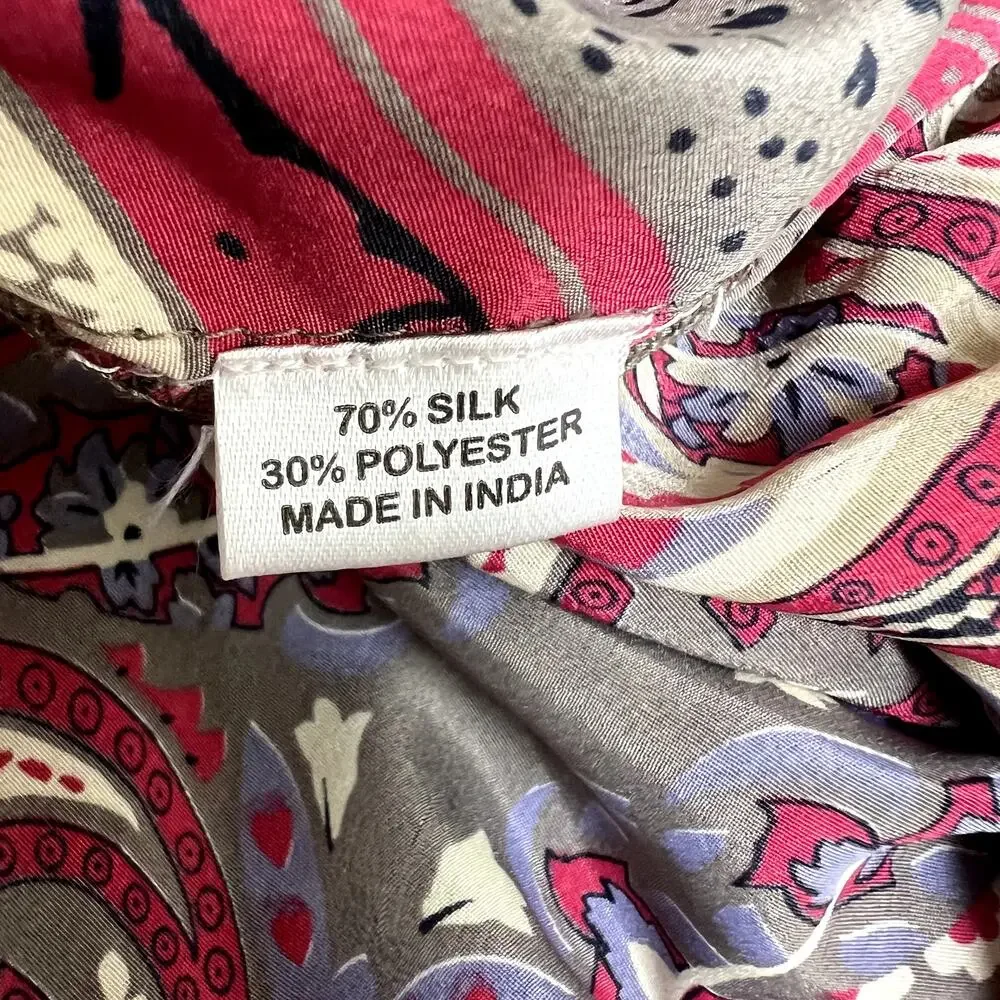 70% SILK
30% POLYESTER
MADE IN INDIA